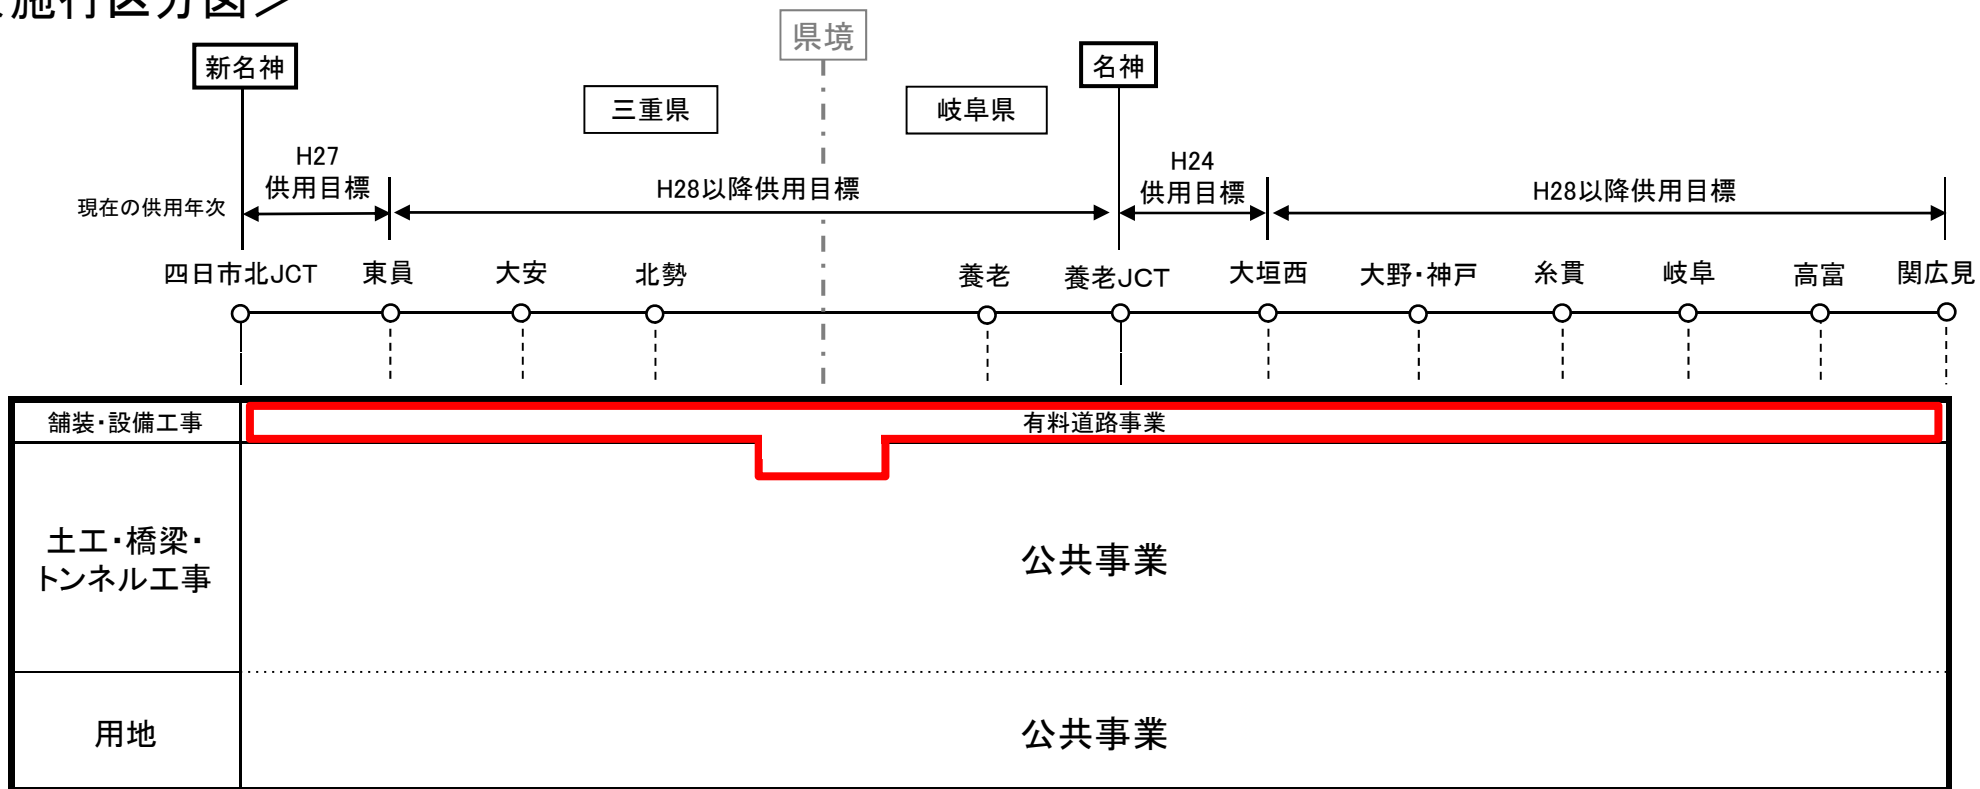 施行区分図＞
県境
新名神
名神
三重県
岐阜県
H27
供用目標
H28以降供用目標
H24
供用目標
H28以降供用目標
現在の供用年次
四日市北JCT
東員
大安
北勢
養老
養老JCT
大垣西
大野・神戸
糸貫
岐阜
高富
関広見
舗装・設備工事
有料道路事業
土工・橋梁・
トンネル工事
公共事業
用地
公共事業